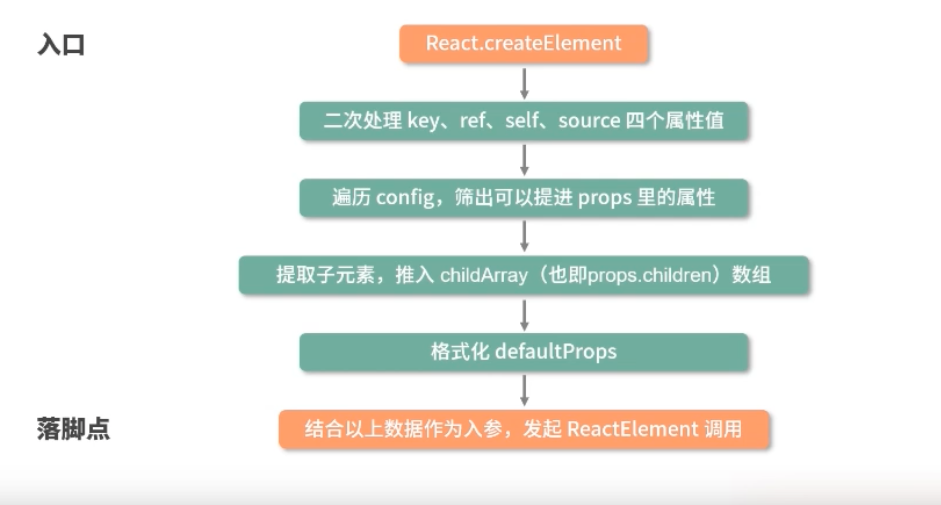 入口
React.createElement
二次处理 key、ref、self、source 四个属性值
遍历 config，筛出可以提进 props 里的属性
提取子元素，推入 childArray（也即props.children）数组
格式化 defaultProps
落脚点
结合以上数据作为入参，发起 ReactElement 调用